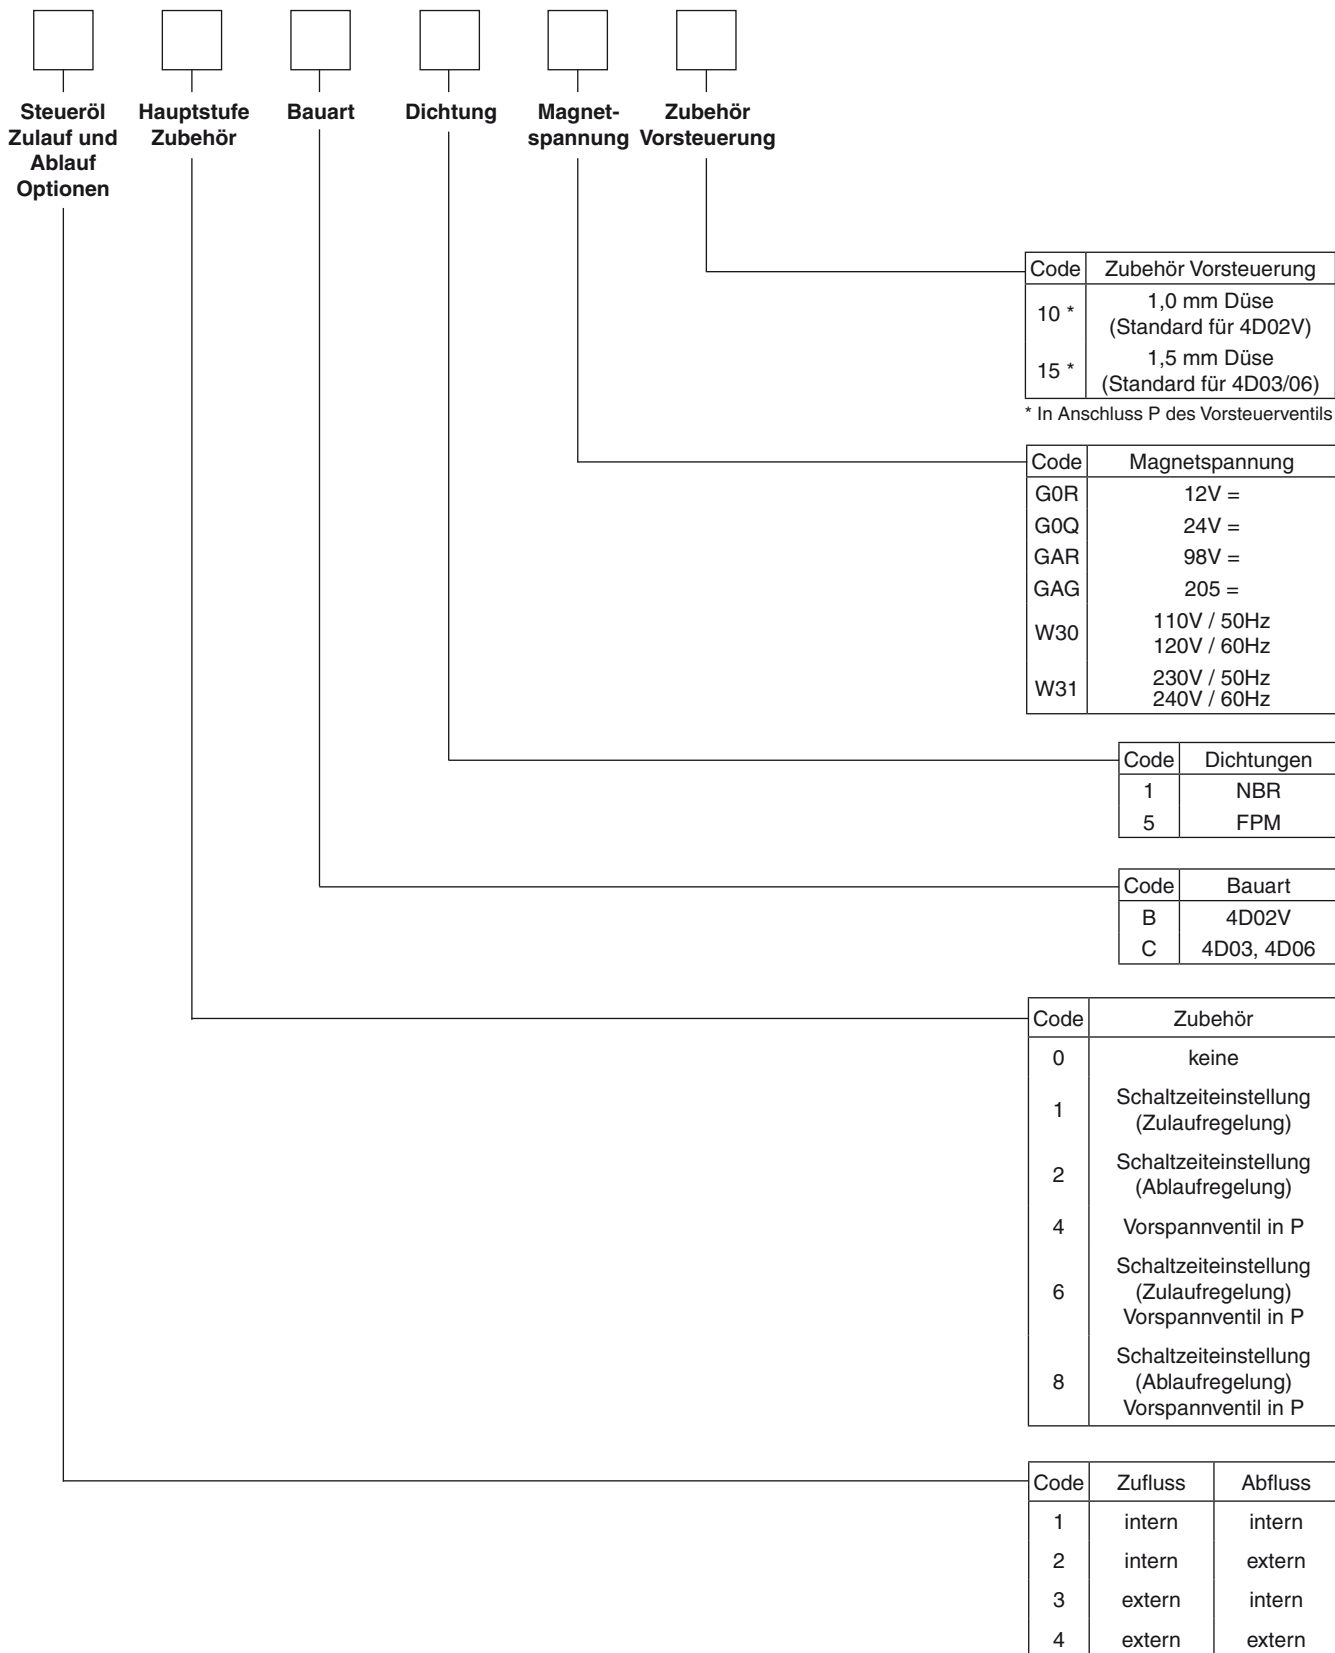 Steueröl Zulauf und Ablauf Optionen
Hauptstufe Zubehör
Bauart
Dichtung
Magnet-spannung
Zubehör Vorsteuerung
Code Zubehör Vorsteuerung
10 * 1,0 mm Düse
(Standard für 4D02V)
15 * 1,5 mm Düse
(Standard für 4D03/06)
* In Anschluss P des Vorsteuerventils
Code Magnetspannung
G0R 12V =
G0Q 24V =
GAR 98V =
GAG 205 =
W30 110V / 50Hz
120V / 60Hz
W31 230V / 50Hz
240V / 60Hz
Code Dichtungen
1 NBR
5 FPM
Code Bauart
B 4D02V
C 4D03, 4D06
Code Zubehör
0 keine
1 Schaltzeiteinstellung
(Zulaufregelung)
2 Schaltzeiteinstellung
(Ablaufregelung)
4 Vorspannventil in P
6 Schaltzeiteinstellung
(Zulaufregelung)
Vorspannventil in P
8 Schaltzeiteinstellung
(Ablaufregelung)
Vorspannventil in P
Code Zufluss Abfluss
1 intern intern
2 intern extern
3 extern intern
4 extern extern